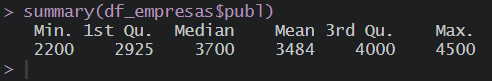 > summary(df_empresas$publ)
Min. 1st Qu. Median Mean 3rd Qu. Max.
2200 2925 3700 3484 4000 4500
>